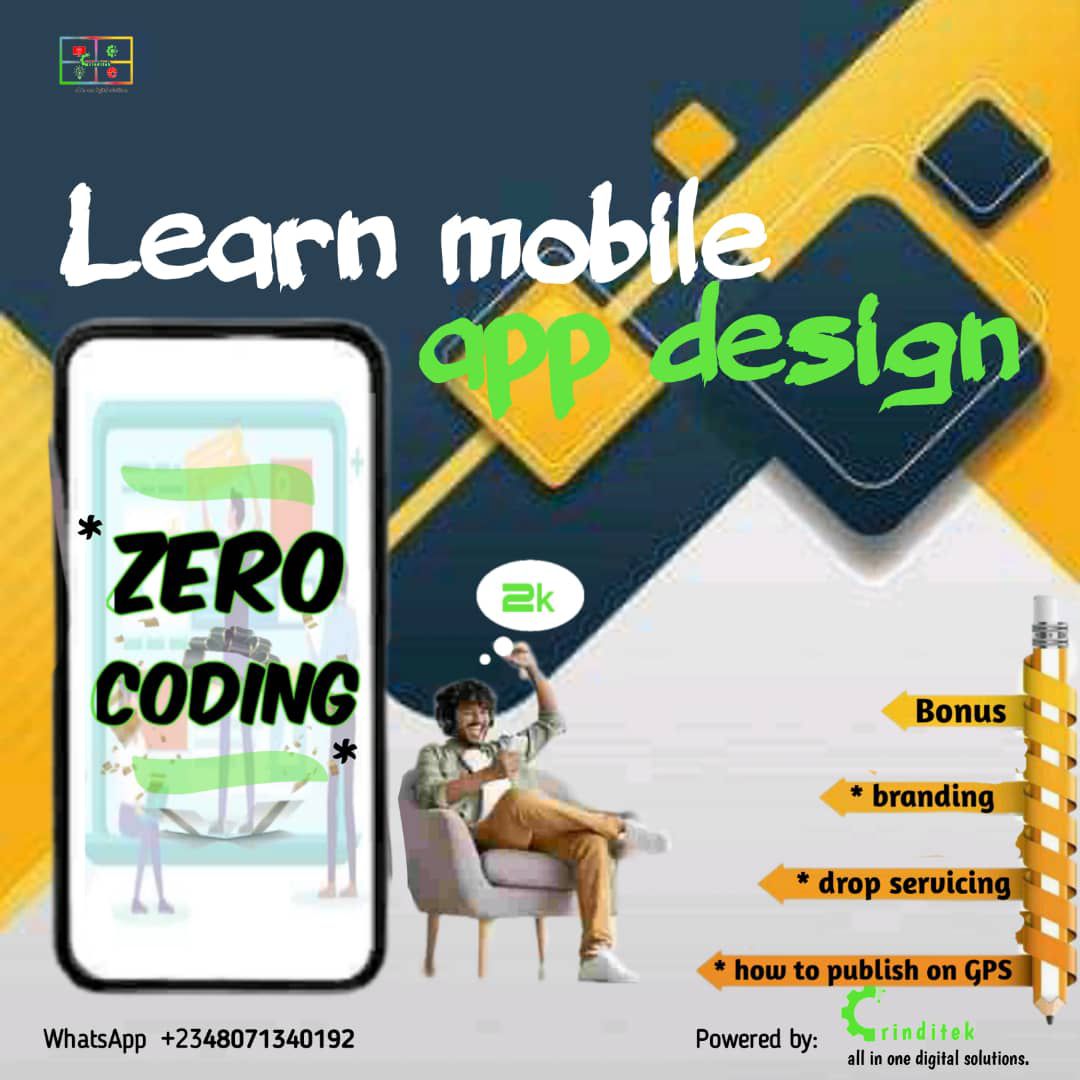 Learn mobile
app design
* ZERO
CODING *
2k
Bonus
* branding
* drop servicing
* how to publish on GPS
WhatsApp +2348071340192
Powered by:
Crinditek
all in one digital solutions.